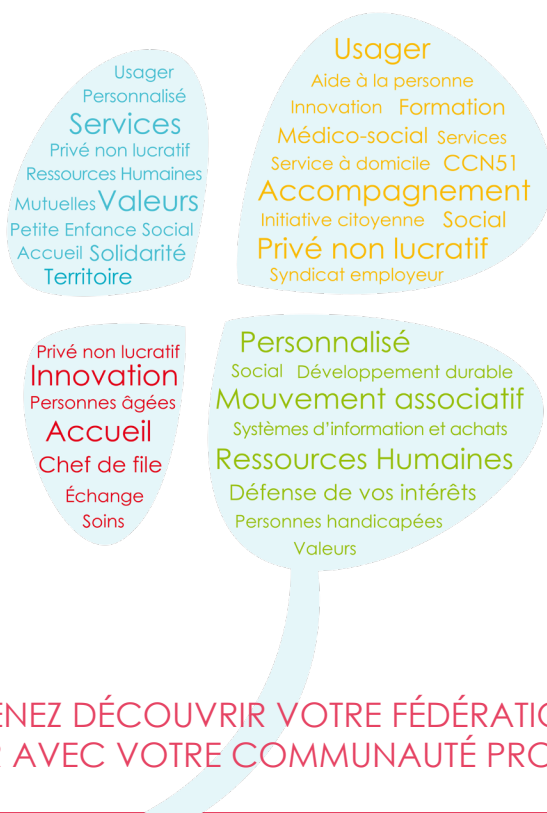 Usager
Personnalisé
Services
Privé non lucratif
Ressources Humaines
Mutuelles Valeurs
Petite Enfance Social
Accueil Solidarité
Territoire
Usager
Aide à la personne
Innovation Formation
Médico-social Services
Service à domicile CCN51
Accompagnement
Initiative citoyenne Social
Privé non lucratif
Syndicat employeur
Privé non lucratif
Innovation
Personnes âgées
Accueil
Chef de file
Échange
Soins
Personnalisé
Social Développement durable
Mouvement associatif
Systèmes d'information et achats
Ressources Humaines
Défense de vos intérêts
Personnes handicapées
Valeurs
ENEZ DÉCOUVRIR VOTRE FÉDÉRATIO
R AVEC VOTRE COMMUNAUTÉ PRO